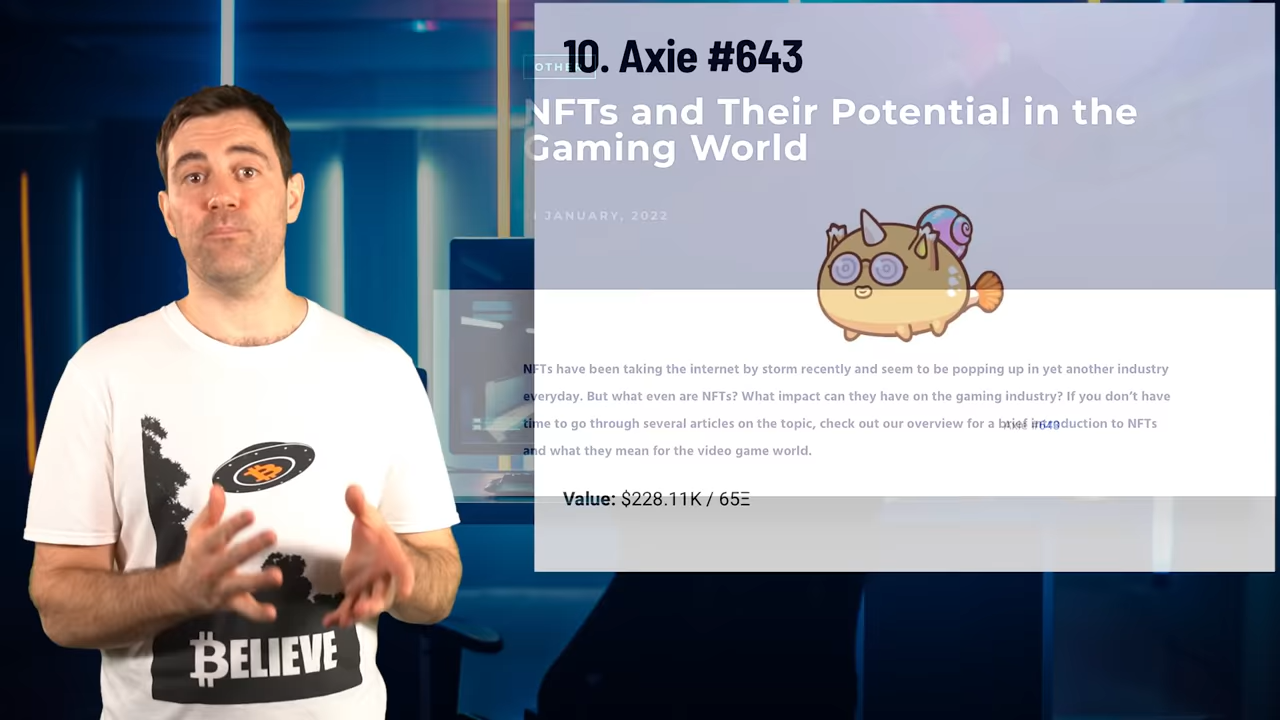 10. Axie #643
OTHER
NFTs and Their Potential in the
Gaming World
JANUARY, 2022
NFTs have been taking the internet by storm recently and seem to be popping up in yet another industry
everyday. But what even are NFTs? What impact can they have on the gaming industry? If you don't have
time to go through several articles on the topic, check out our overview for a brief introduction to NFTs
Axie #643
and what they mean for the video game world.
Value: $228.11K / 65Ξ
₿ELIEVE